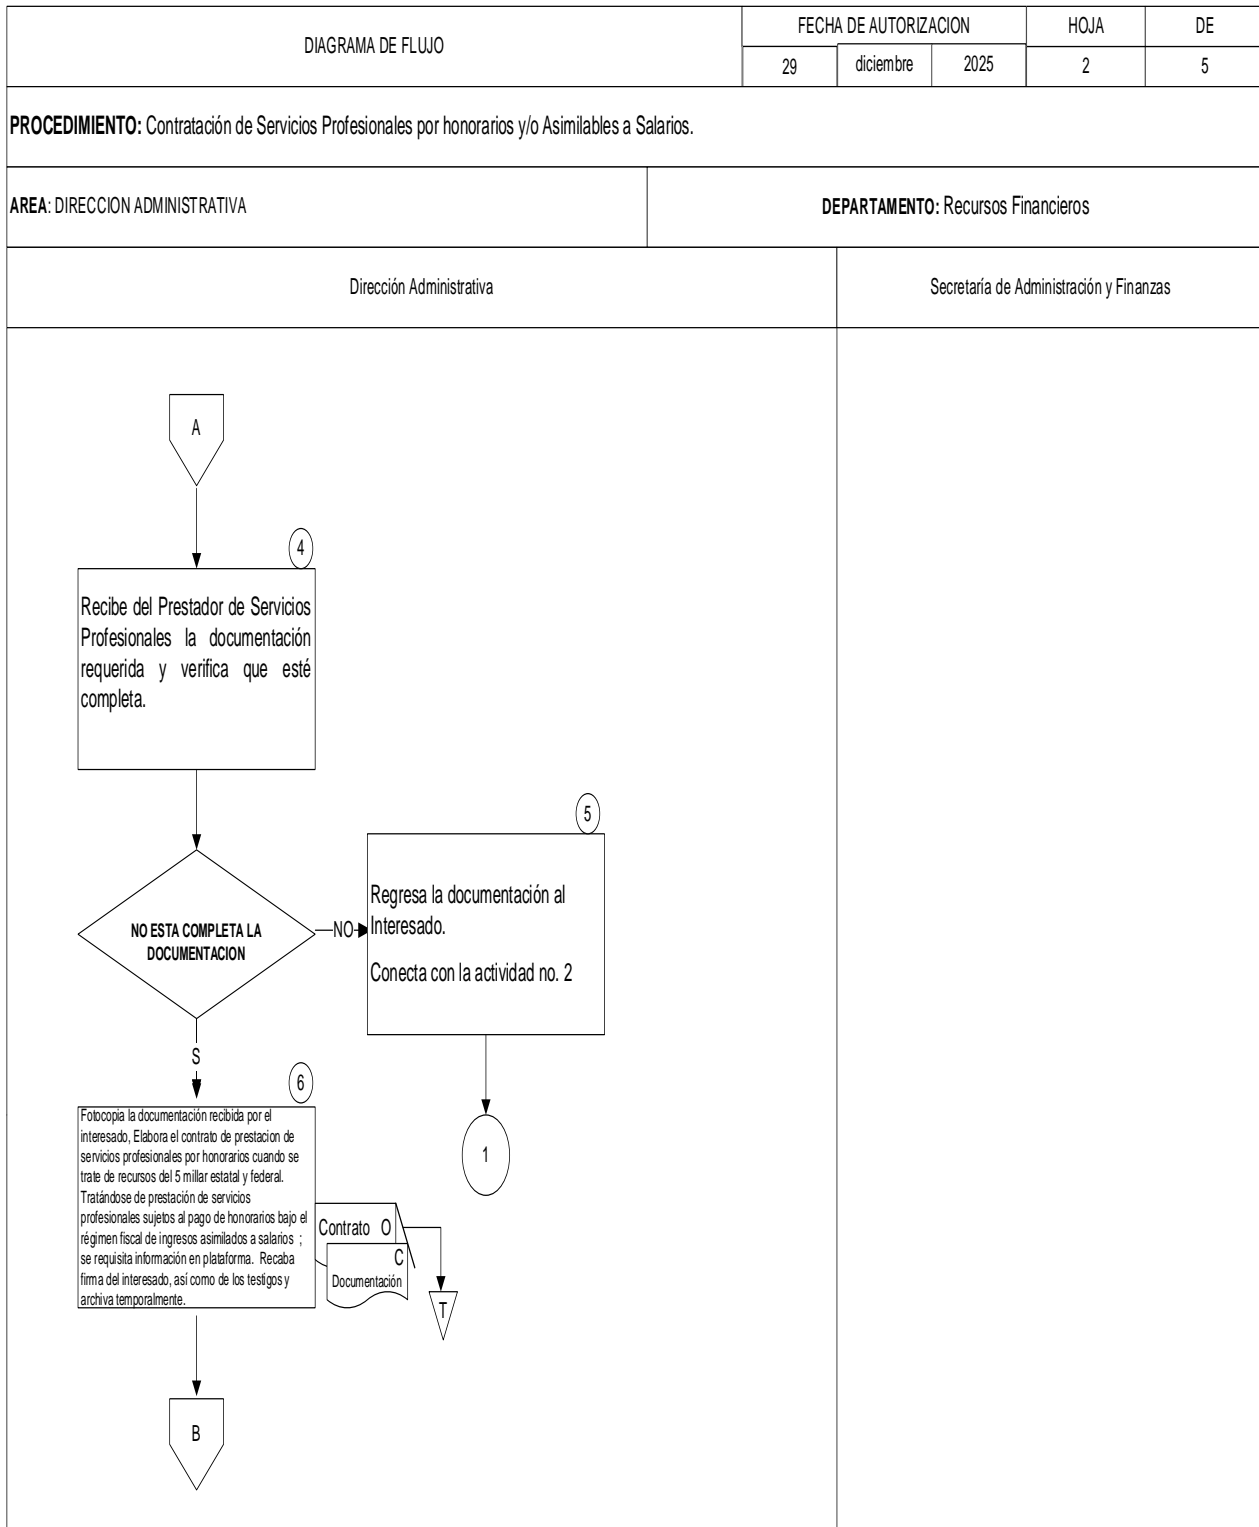 DIAGRAMA DE FLUJO
FECHA DE AUTORIZACION
HOJA
DE
29
diciembre
2025
2
5
PROCEDIMIENTO: Contratación de Servicios Profesionales por honorarios y/o Asimilables a Salarios.
AREA: DIRECCION ADMINISTRATIVA
DEPARTAMENTO: Recursos Financieros
Dirección Administrativa
Secretaría de Administración y Finanzas
A
4
Recibe del Prestador de Servicios
Profesionales la documentación
requerida y verifica que esté
completa.
5
NO ESTA COMPLETA LA
DOCUMENTACION
NO
Regresa la documentación al
Interesado.
Conecta con la actividad no. 2
S
6
1
Fotocopia la documentación recibida por el
interesado, Elabora el contrato de prestacion de
servicios profesionales por honorarios cuando se
trate de recursos del 5 millar estatal y federal.
Tratándose de prestación de servicios
profesionales sujetos al pago de honorarios bajo el
régimen fiscal de ingresos asimilados a salarios ;
se requisita información en plataforma. Recaba
firma del interesado, así como de los testigos y
archiva temporalmente.
Contrato O
C
Documentación
T
B